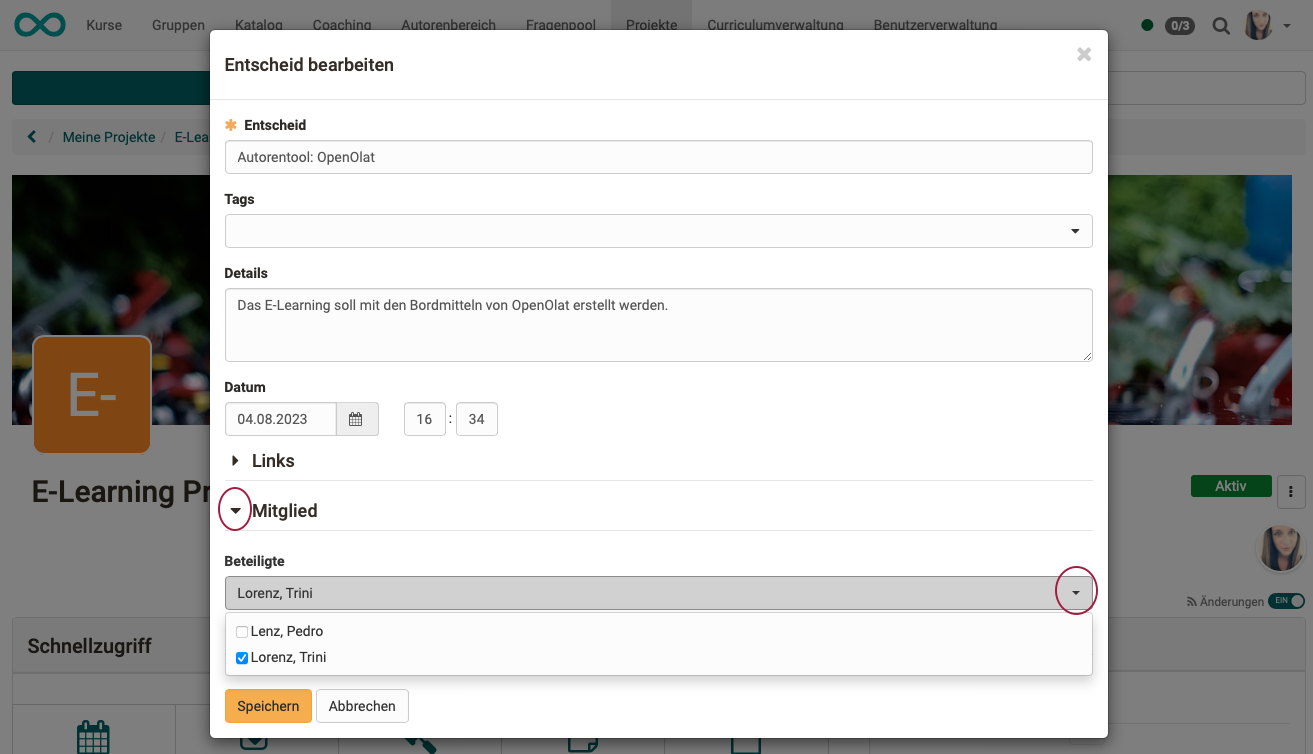 Kurse Gruppen Katalog Coaching Autorenbereich Fragenpool Projekte Curriculumverwaltung Benutzerverwaltung 0/3
Entscheid bearbeiten
Meine Projekte / E-Lea
Entscheid
Autorentool: OpenOlat
Tags
Details
Das E-Learning soll mit den Bordmitteln von OpenOlat erstellt werden.
E-
Datum
04.08.2023 16 : 34
Links
E-Learning Pr
Aktiv
Mitglied
Beteiligte
Lorenz, Trini
Änderungen EIN
Lenz, Pedro
Lorenz, Trini
Schnellzugriff
Speichern Abbrechen